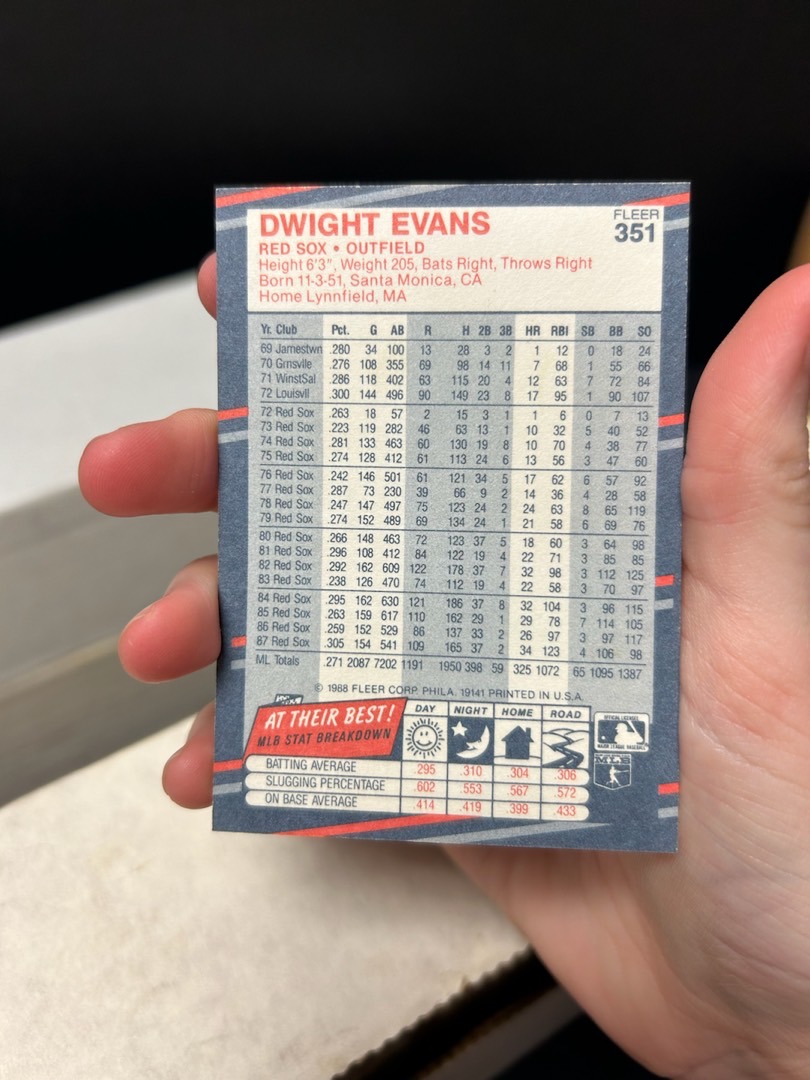 DWIGHT EVANS
FLEER
351
RED SOX • OUTFIELD
Height 6'3", Weight 205, Bats Right, Throws Right
Born 11-3-51, Santa Monica, CA
Home Lynnfield, MA
Yr. Club Pct. G AB R H 2B 3B HR RBI SB BB SO
69 Jamestwn .280 34 100 13 28 3 2 1 12 0 18 24
70 Grnsvlle .276 108 355 69 98 14 11 7 68 1 55 66
71 WinstSal .286 118 402 63 115 20 4 12 63 7 72 84
72 Louisvll .300 144 496 90 149 23 8 17 95 1 90 107
72 Red Sox .263 18 57 2 15 3 1 1 6 0 7 13
73 Red Sox .223 119 282 46 63 13 1 10 32 5 40 52
74 Red Sox .281 133 463 60 130 19 8 10 70 4 38 77
75 Red Sox .274 128 412 61 113 24 6 13 56 3 47 60
76 Red Sox .242 146 501 61 121 34 5 17 62 6 57 92
77 Red Sox .287 73 230 39 66 9 2 14 36 4 28 58
78 Red Sox .247 147 497 75 123 24 2 24 63 8 65 119
79 Red Sox .274 152 489 69 134 24 1 21 58 6 69 76
80 Red Sox .266 148 463 72 123 37 5 18 60 3 64 98
81 Red Sox .296 108 412 84 122 19 4 22 71 3 85 85
82 Red Sox .292 162 609 122 178 37 7 32 98 3 112 125
83 Red Sox .238 126 470 74 112 19 4 22 58 3 70 97
84 Red Sox .295 162 630 121 186 37 8 32 104 3 96 115
85 Red Sox .263 159 617 110 162 29 1 29 78 7 114 105
86 Red Sox .259 152 529 86 137 33 2 26 97 3 97 117
87 Red Sox .305 154 541 109 165 37 2 34 123 4 106 98
ML Totals .271 2087 7202 1191 1950 398 59 325 1072 65 1095 1387
© 1988 FLEER CORP. PHILA. 19141 PRINTED IN U.S.A.
AT THEIR BEST!
MLB STAT BREAKDOWN
DAY NIGHT HOME ROAD
BATTING AVERAGE .295 .310 .304 .306
SLUGGING PERCENTAGE .602 .553 .567 .572
ON BASE AVERAGE .414 .419 .399 .433
OFFICIAL LICENSEE
MAJOR LEAGUE BASEBALL
MLB